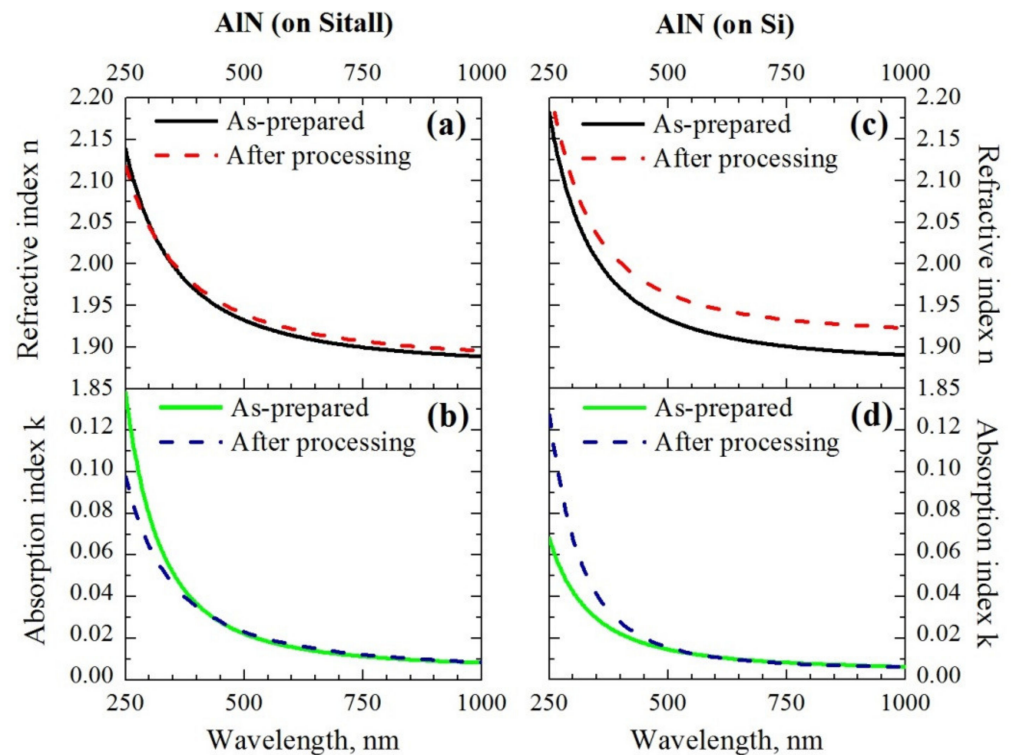 AlN (on Sitall)
AlN (on Si)
250 500 750 1000
250 500 750 1000
2.20
2.15
2.10
2.05
2.00
1.95
1.90
1.85
Refractive index n
As-prepared
After processing
(a)
As-prepared
After processing
(c)
2.20
2.15
2.10
2.05
2.00
1.95
1.90
1.85
Refractive index n
0.12
0.10
0.08
0.06
0.04
0.02
0.00
Absorption index k
As-prepared
After processing
(b)
As-prepared
After processing
(d)
0.12
0.10
0.08
0.06
0.04
0.02
0.00
Absorption index k
250 500 750 1000
250 500 750 1000
Wavelength, nm
Wavelength, nm